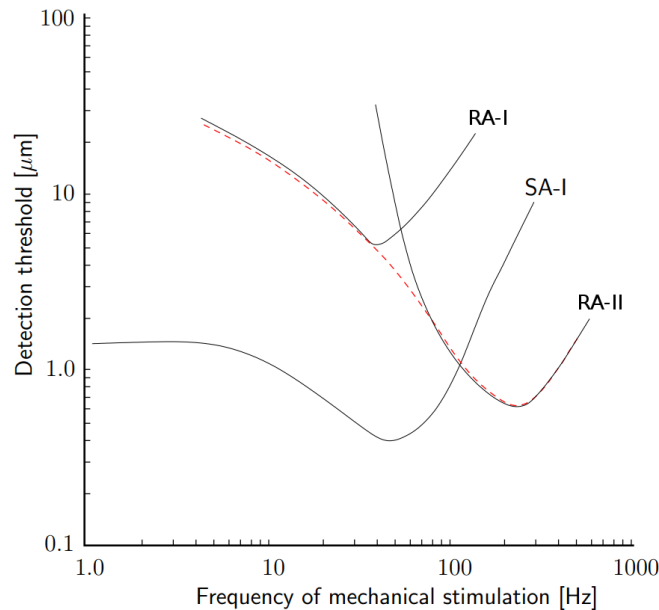 100
RA-I
SA-I
10
RA-II
1.0
0.1
Detection threshold [μm]
1.0
10
100
1000
Frequency of mechanical stimulation [Hz]